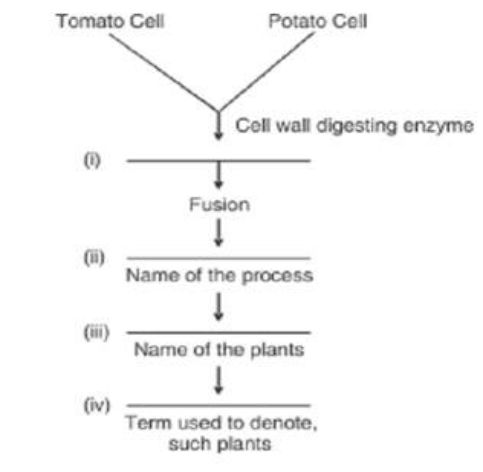 Tomato Cell Potato Cell
Cell wall digesting enzyme
(i)
Fusion
(ii)
Name of the process
(iii)
Name of the plants
(iv)
Term used to denote,
such plants